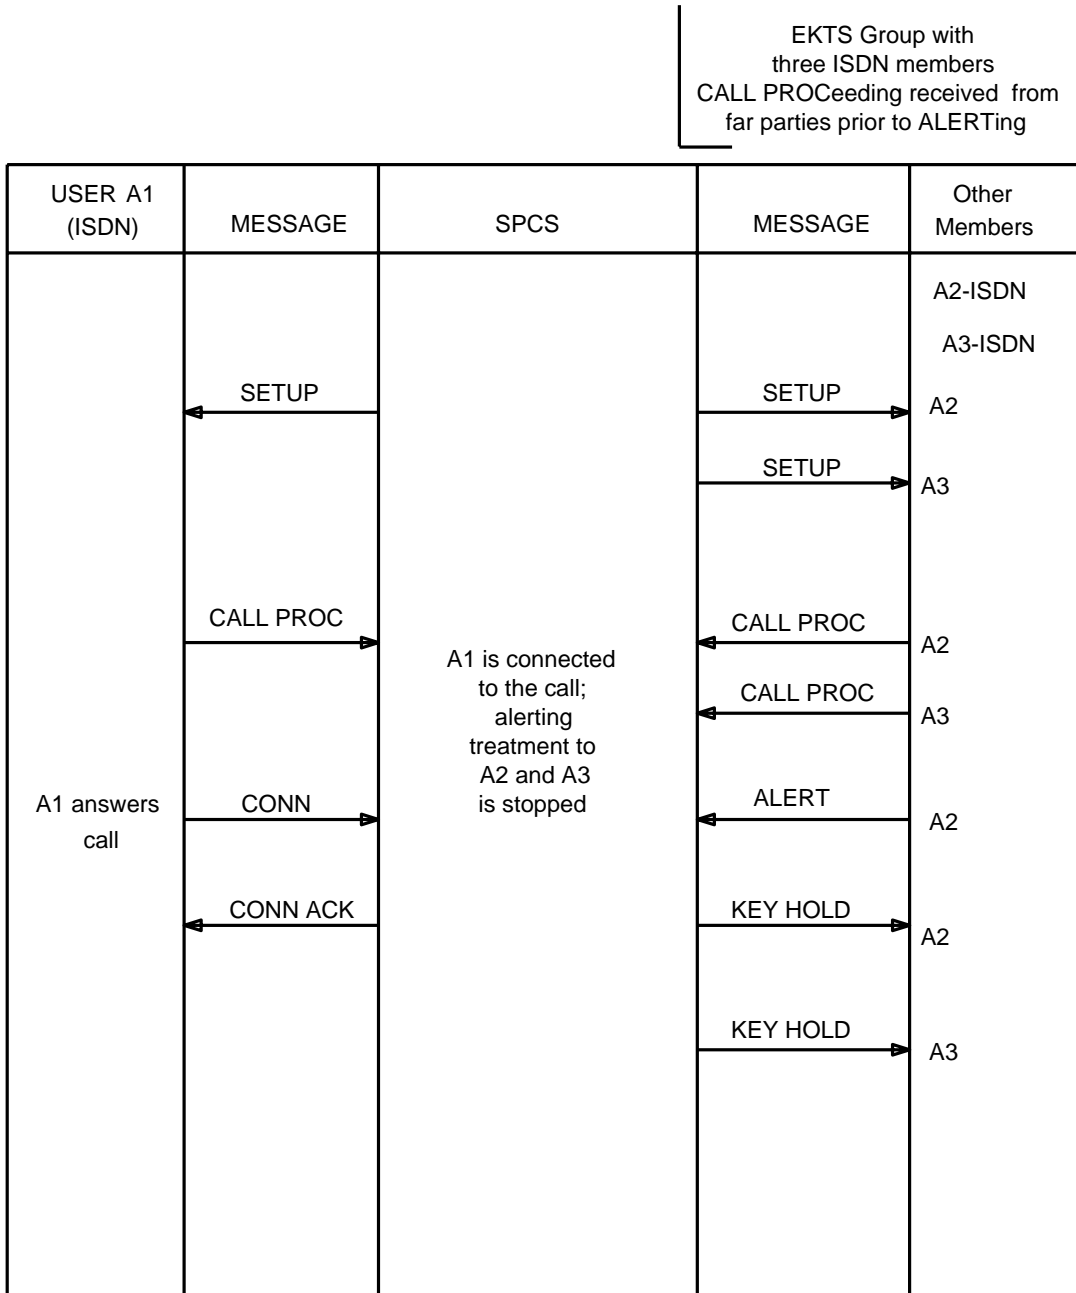 EKTS Group with
three ISDN members
CALL PROCeeding received from
far parties prior to ALERTing
USER A1
(ISDN)
MESSAGE
SPCS
MESSAGE
Other
Members
A2-ISDN
A3-ISDN
SETUP
SETUP
A2
SETUP
A3
CALL PROC
CALL PROC
A2
A1 is connected
to the call;
alerting
treatment to
A2 and A3
is stopped
CALL PROC
A3
A1 answers
call
CONN
ALERT
A2
CONN ACK
KEY HOLD
A2
KEY HOLD
A3